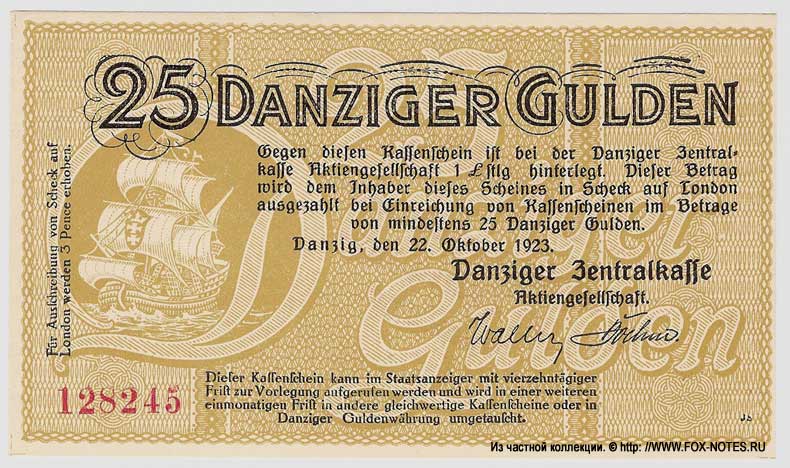 25 DANZIGER GULDEN
Gegen dieſen Kaſſenſchein iſt bei der Danziger Zentral-
kaſſe Aktiengeſellſchaft 1 £ ſtlg hinterlegt. Dieſer Betrag
wird dem Inhaber dieſes Scheines in Scheck auf London
ausgezahlt bei Einreichung von Kaſſenſcheinen im Betrage
von mindeſtens 25 Danziger Gulden.
Danzig, den 22. Oktober 1923.
Danziger Zentralkaſſe
Aktiengeſellſchaft.
Für Ausſchreibung von Scheck auf
London werden 3 Pence erhoben.
25
Danziger
Gulden
128245
Dieſer Kaſſenſchein kann im Staatsanzeiger mit vierzehntägiger
Friſt zur Vorlegung aufgerufen werden und wird in einer weiteren
einmonatigen Friſt in andere gleichwertige Kaſſenſcheine oder in
Danziger Guldenwährung umgetauſcht.
Из частной коллекции. © http: //WWW.FOX-NOTES.RU